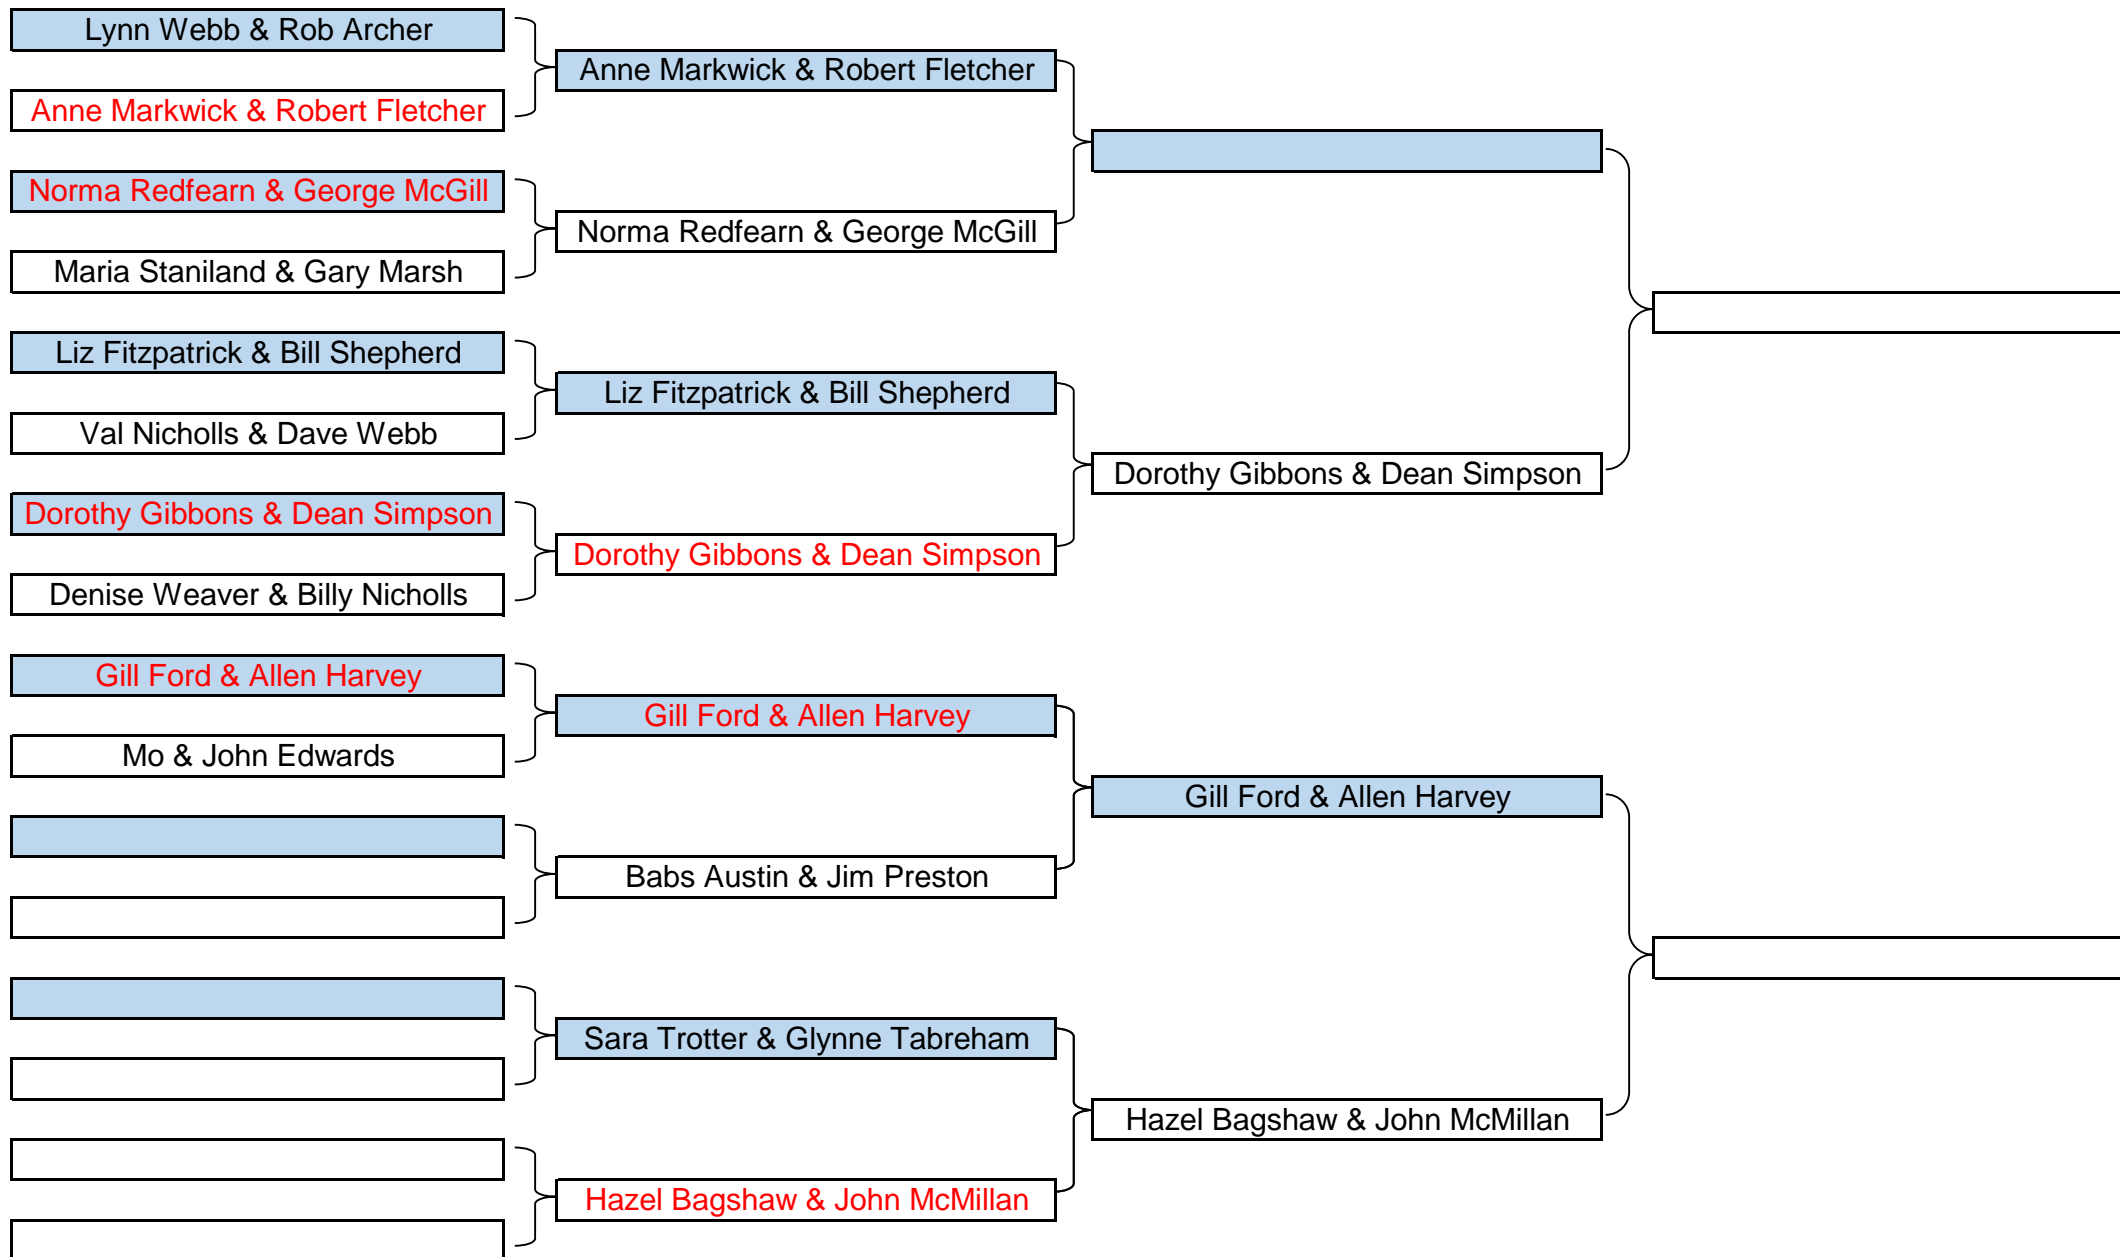 Lynn Webb & Rob Archer
Anne Markwick & Robert Fletcher
Norma Redfearn & George McGill
Maria Staniland & Gary Marsh
Liz Fitzpatrick & Bill Shepherd
Val Nicholls & Dave Webb
Dorothy Gibbons & Dean Simpson
Denise Weaver & Billy Nicholls
Gill Ford & Allen Harvey
Mo & John Edwards
Anne Markwick & Robert Fletcher
Norma Redfearn & George McGill
Liz Fitzpatrick & Bill Shepherd
Dorothy Gibbons & Dean Simpson
Gill Ford & Allen Harvey
Babs Austin & Jim Preston
Sara Trotter & Glynne Tabreham
Hazel Bagshaw & John McMillan
Dorothy Gibbons & Dean Simpson
Gill Ford & Allen Harvey
Hazel Bagshaw & John McMillan